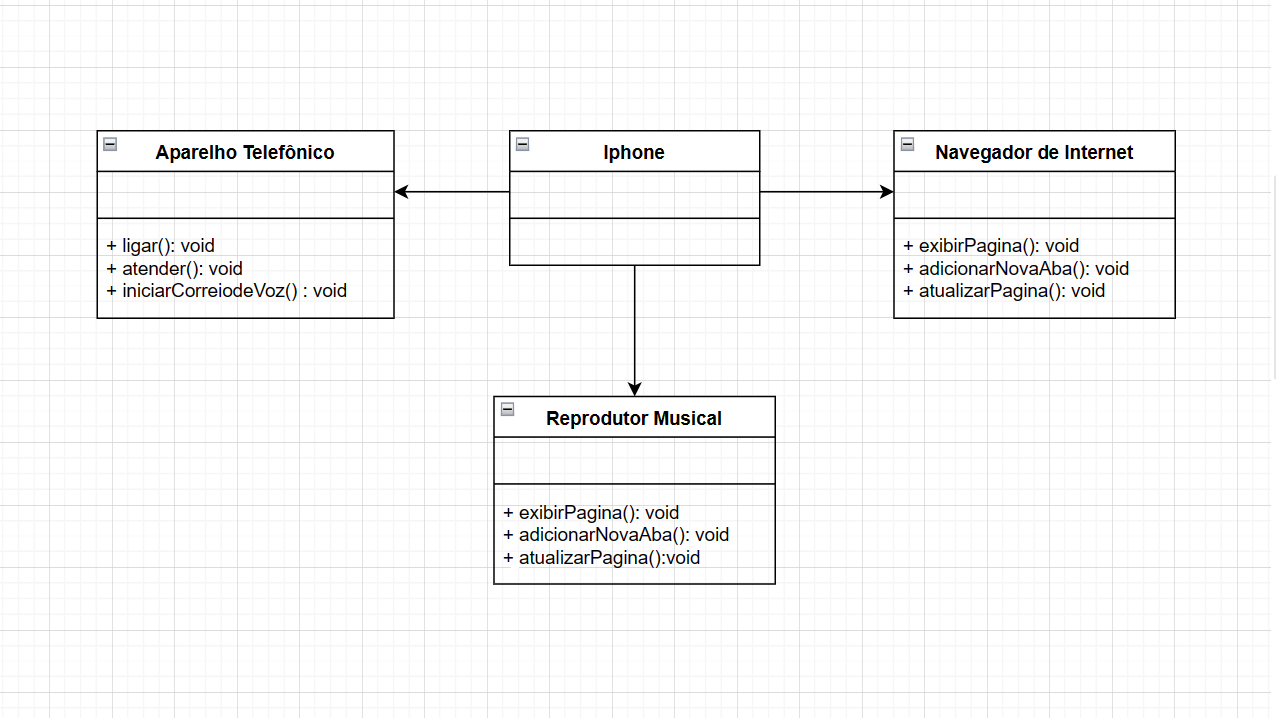 Aparelho Telefônico
+ ligar(): void
+ atender(): void
+ iniciarCorreiodeVoz() : void
Iphone
Navegador de Internet
+ exibirPagina(): void
+ adicionarNovaAba(): void
+ atualizarPagina(): void
Reprodutor Musical
+ exibirPagina(): void
+ adicionarNovaAba(): void
+ atualizarPagina():void